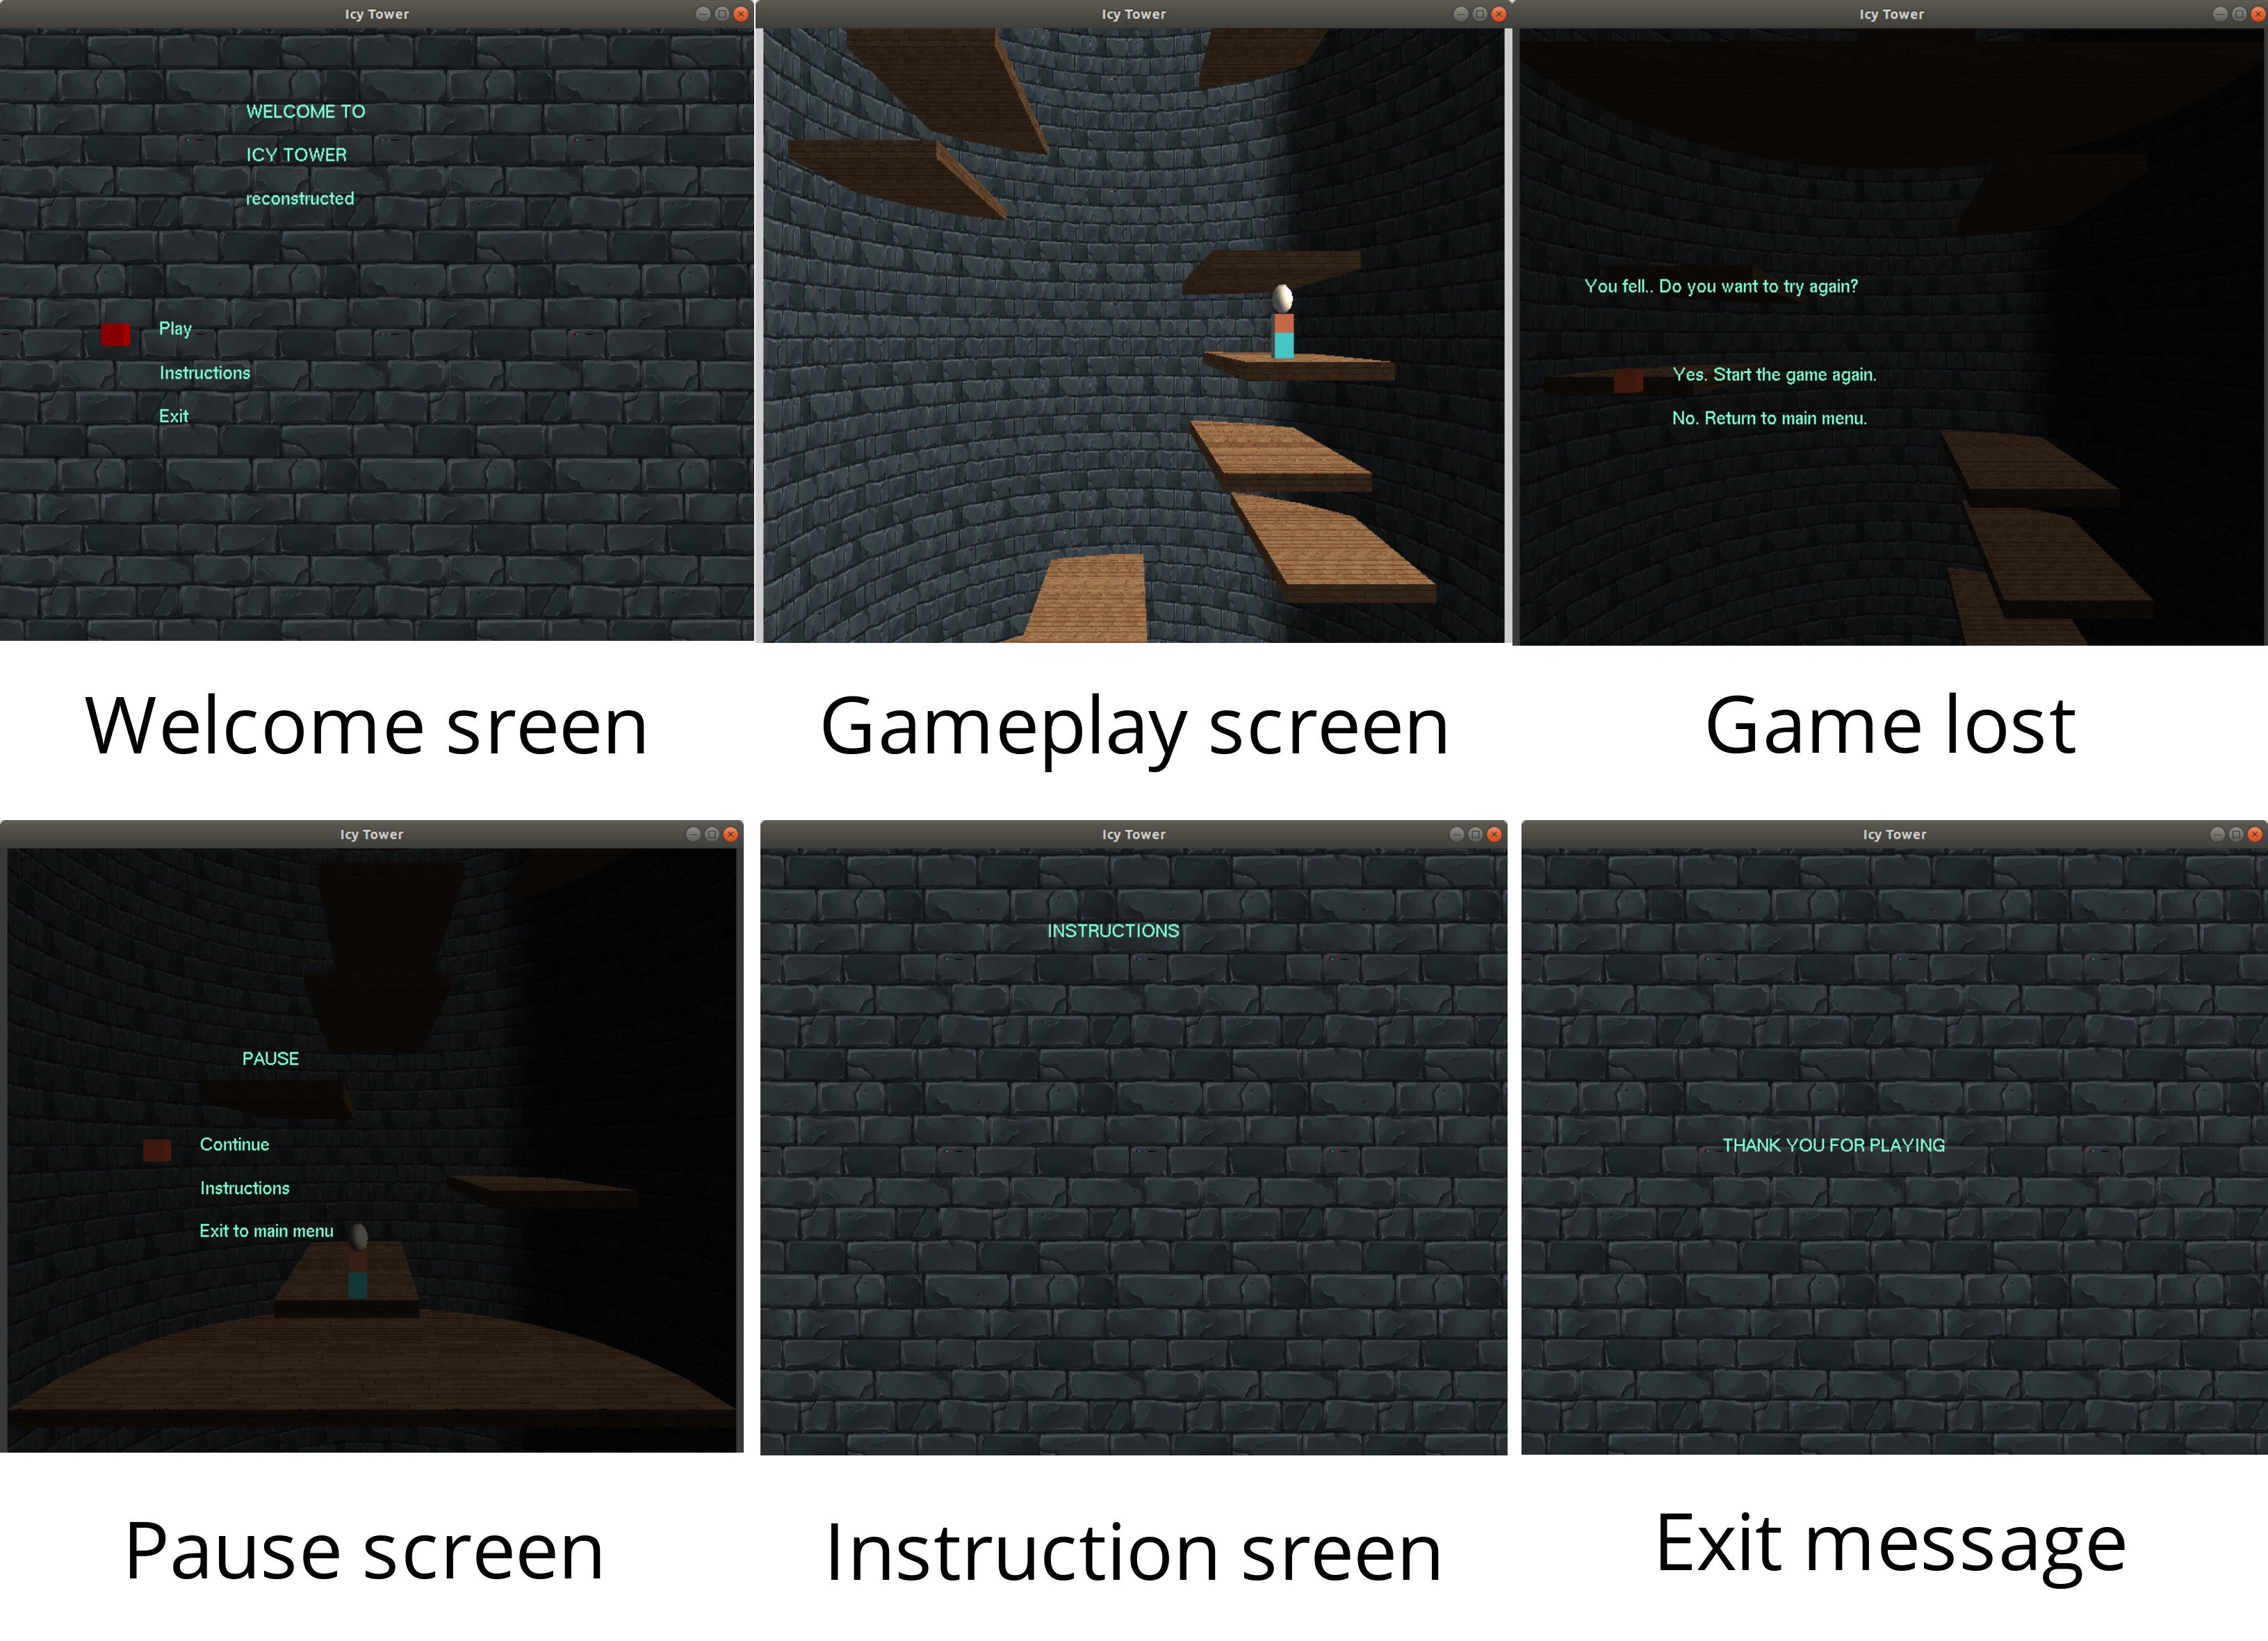 Icy Tower
WELCOME TO
ICY TOWER
reconstructed
Play
Instructions
Exit
Welcome sreen
Icy Tower
Gameplay screen
Icy Tower
You fell.. Do you want to try again?
Yes. Start the game again.
No. Return to main menu.
Game lost
Icy Tower
PAUSE
Continue
Instructions
Exit to main menu
Pause screen
Icy Tower
INSTRUCTIONS
Instruction sreen
Icy Tower
THANK YOU FOR PLAYING
Exit message